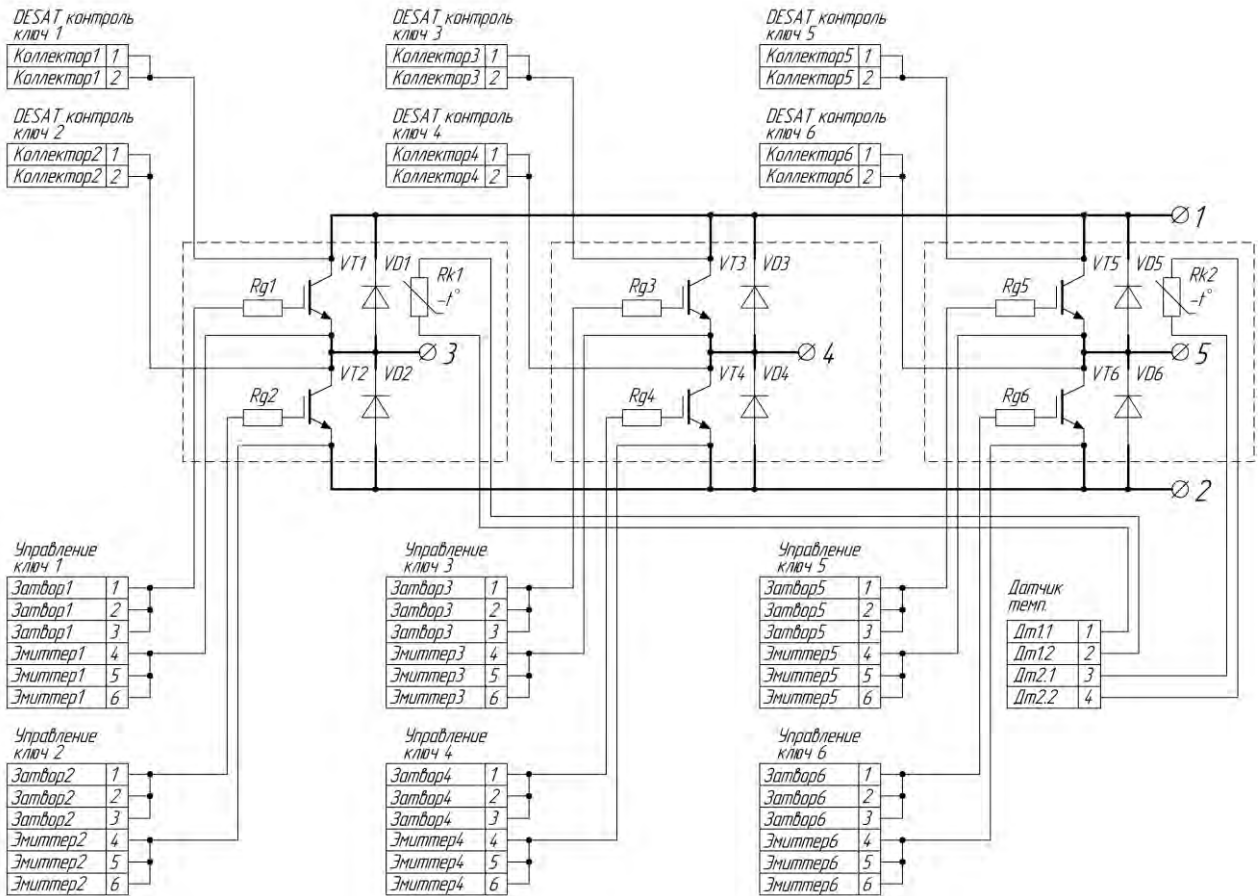 DESAT контроль
ключ 1
Коллектор1 1
Коллектор1 2
DESAT контроль
ключ 3
Коллектор3 1
Коллектор3 2
DESAT контроль
ключ 5
Коллектор5 1
Коллектор5 2
DESAT контроль
ключ 2
Коллектор2 1
Коллектор2 2
DESAT контроль
ключ 4
Коллектор4 1
Коллектор4 2
DESAT контроль
ключ 6
Коллектор6 1
Коллектор6 2
1
VT1
VD1
Rk1
-t°
Rg1
3
VT2
VD2
Rg2
VT3
VD3
Rg3
4
VT4
VD4
Rg4
VT5
VD5
Rk2
-t°
Rg5
5
VT6
VD6
Rg6
2
Управление
ключ 1
Затвор1 1
Затвор1 2
Затвор1 3
Эмиттер1 4
Эмиттер1 5
Эмиттер1 6
Управление
ключ 3
Затвор3 1
Затвор3 2
Затвор3 3
Эмиттер3 4
Эмиттер3 5
Эмиттер3 6
Управление
ключ 5
Затвор5 1
Затвор5 2
Затвор5 3
Эмиттер5 4
Эмиттер5 5
Эмиттер5 6
Датчик
темп.
Дт1.1 1
Дт1.2 2
Дт2.1 3
Дт2.2 4
Управление
ключ 2
Затвор2 1
Затвор2 2
Затвор2 3
Эмиттер2 4
Эмиттер2 5
Эмиттер2 6
Управление
ключ 4
Затвор4 1
Затвор4 2
Затвор4 3
Эмиттер4 4
Эмиттер4 5
Эмиттер4 6
Управление
ключ 6
Затвор6 1
Затвор6 2
Затвор6 3
Эмиттер6 4
Эмиттер6 5
Эмиттер6 6